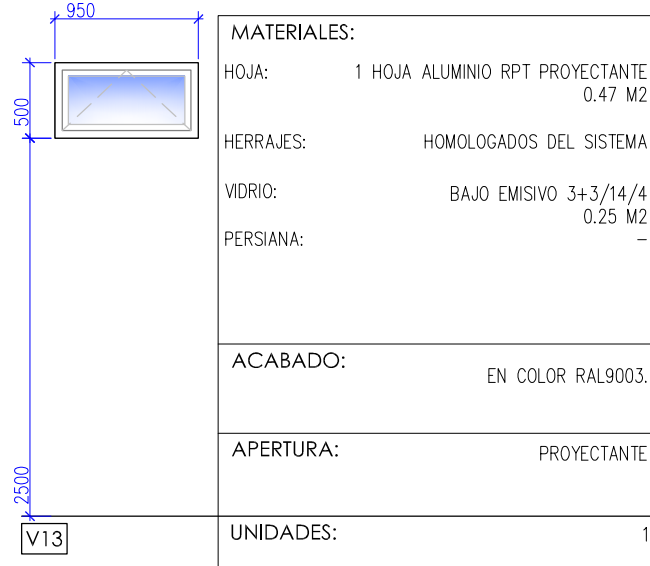 950
500
2500
V13
MATERIALES:
HOJA: 1 HOJA ALUMINIO RPT PROYECTANTE
0.47 M2
HERRAJES: HOMOLOGADOS DEL SISTEMA
VIDRIO: BAJO EMISIVO 3+3/14/4
0.25 M2
PERSIANA: –
ACABADO: EN COLOR RAL9003.
APERTURA: PROYECTANTE
UNIDADES: 1